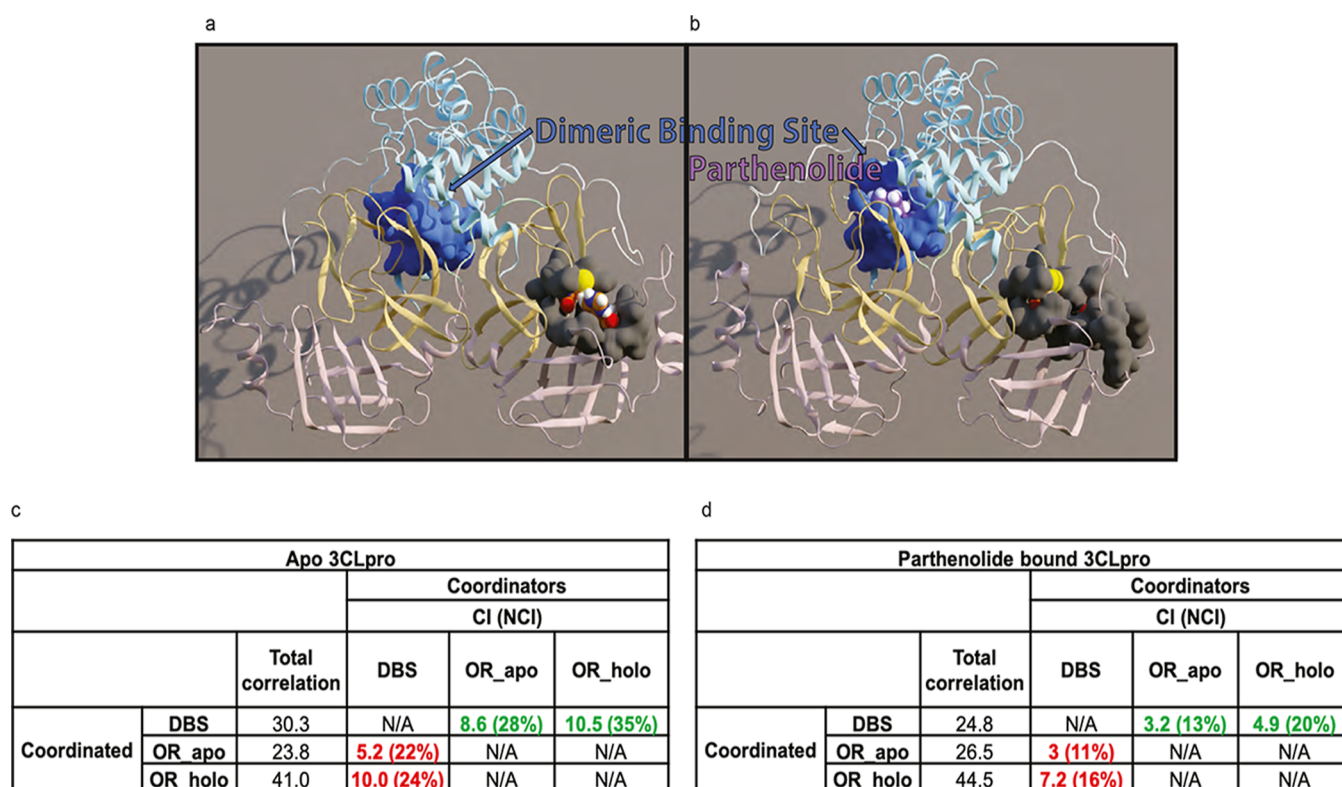 a
b
Dimeric Binding Site
Parthenolide
c
d
Apo 3CLpro
Coordinators
CI (NCI)
Total correlation DBS OR_apo OR_holo
Coordinated DBS 30.3 N/A 8.6 (28%) 10.5 (35%)
OR_apo 23.8 5.2 (22%) N/A N/A
OR_holo 41.0 10.0 (24%) N/A N/A
Parthenolide bound 3CLpro
Coordinators
CI (NCI)
Total correlation DBS OR_apo OR_holo
Coordinated DBS 24.8 N/A 3.2 (13%) 4.9 (20%)
OR_apo 26.5 3 (11%) N/A N/A
OR_holo 44.5 7.2 (16%) N/A N/A